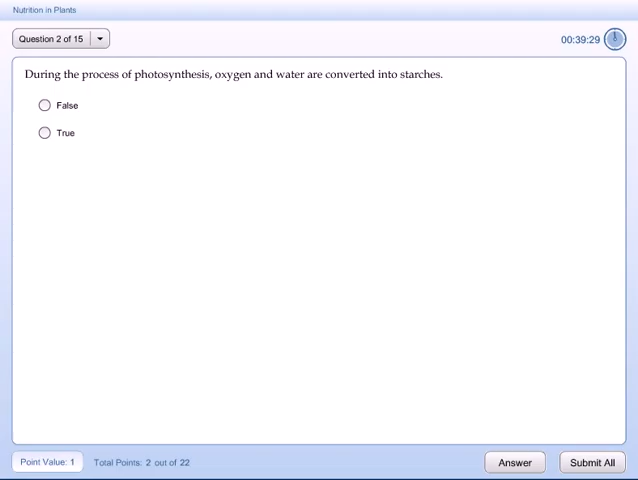 Nutrition in Plants
Question 2 of 15
00:39:29
During the process of photosynthesis, oxygen and water are converted into starches.
False
True
Point Value: 1
Total Points: 2 out of 22
Answer
Submit All